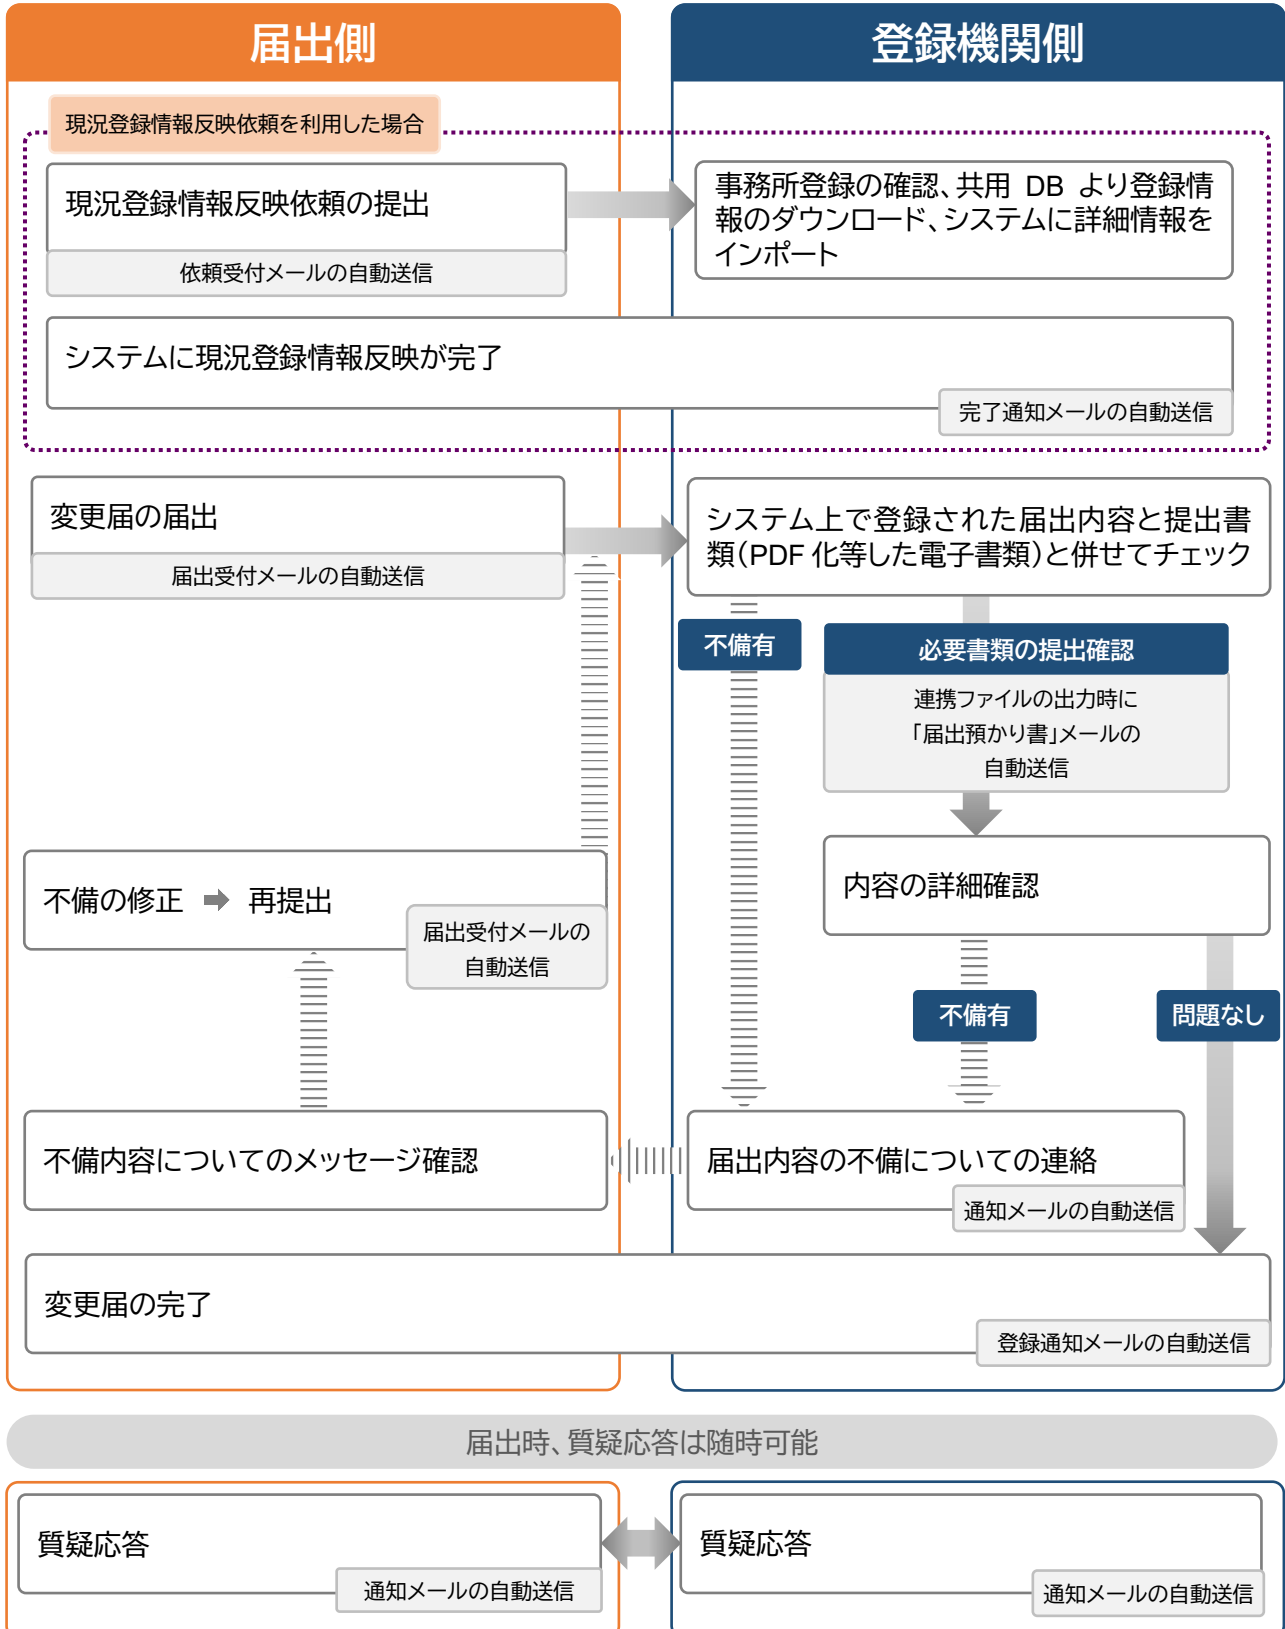 届出側
登録機関側
現況登録情報反映依頼を利用した場合
現況登録情報反映依頼の提出
依頼受付メールの自動送信
事務所登録の確認、共用 DB より登録情
報のダウンロード、システムに詳細情報を
インポート
システムに現況登録情報反映が完了
完了通知メールの自動送信
変更届の届出
届出受付メールの自動送信
システム上で登録された届出内容と提出書
類(PDF 化等した電子書類)と併せてチェック
不備有
必要書類の提出確認
連携ファイルの出力時に
「届出預かり書」メールの
自動送信
不備の修正 ➡ 再提出
届出受付メールの
自動送信
内容の詳細確認
不備有
問題なし
不備内容についてのメッセージ確認
届出内容の不備についての連絡
通知メールの自動送信
変更届の完了
登録通知メールの自動送信
届出時、質疑応答は随時可能
質疑応答
通知メールの自動送信
質疑応答
通知メールの自動送信